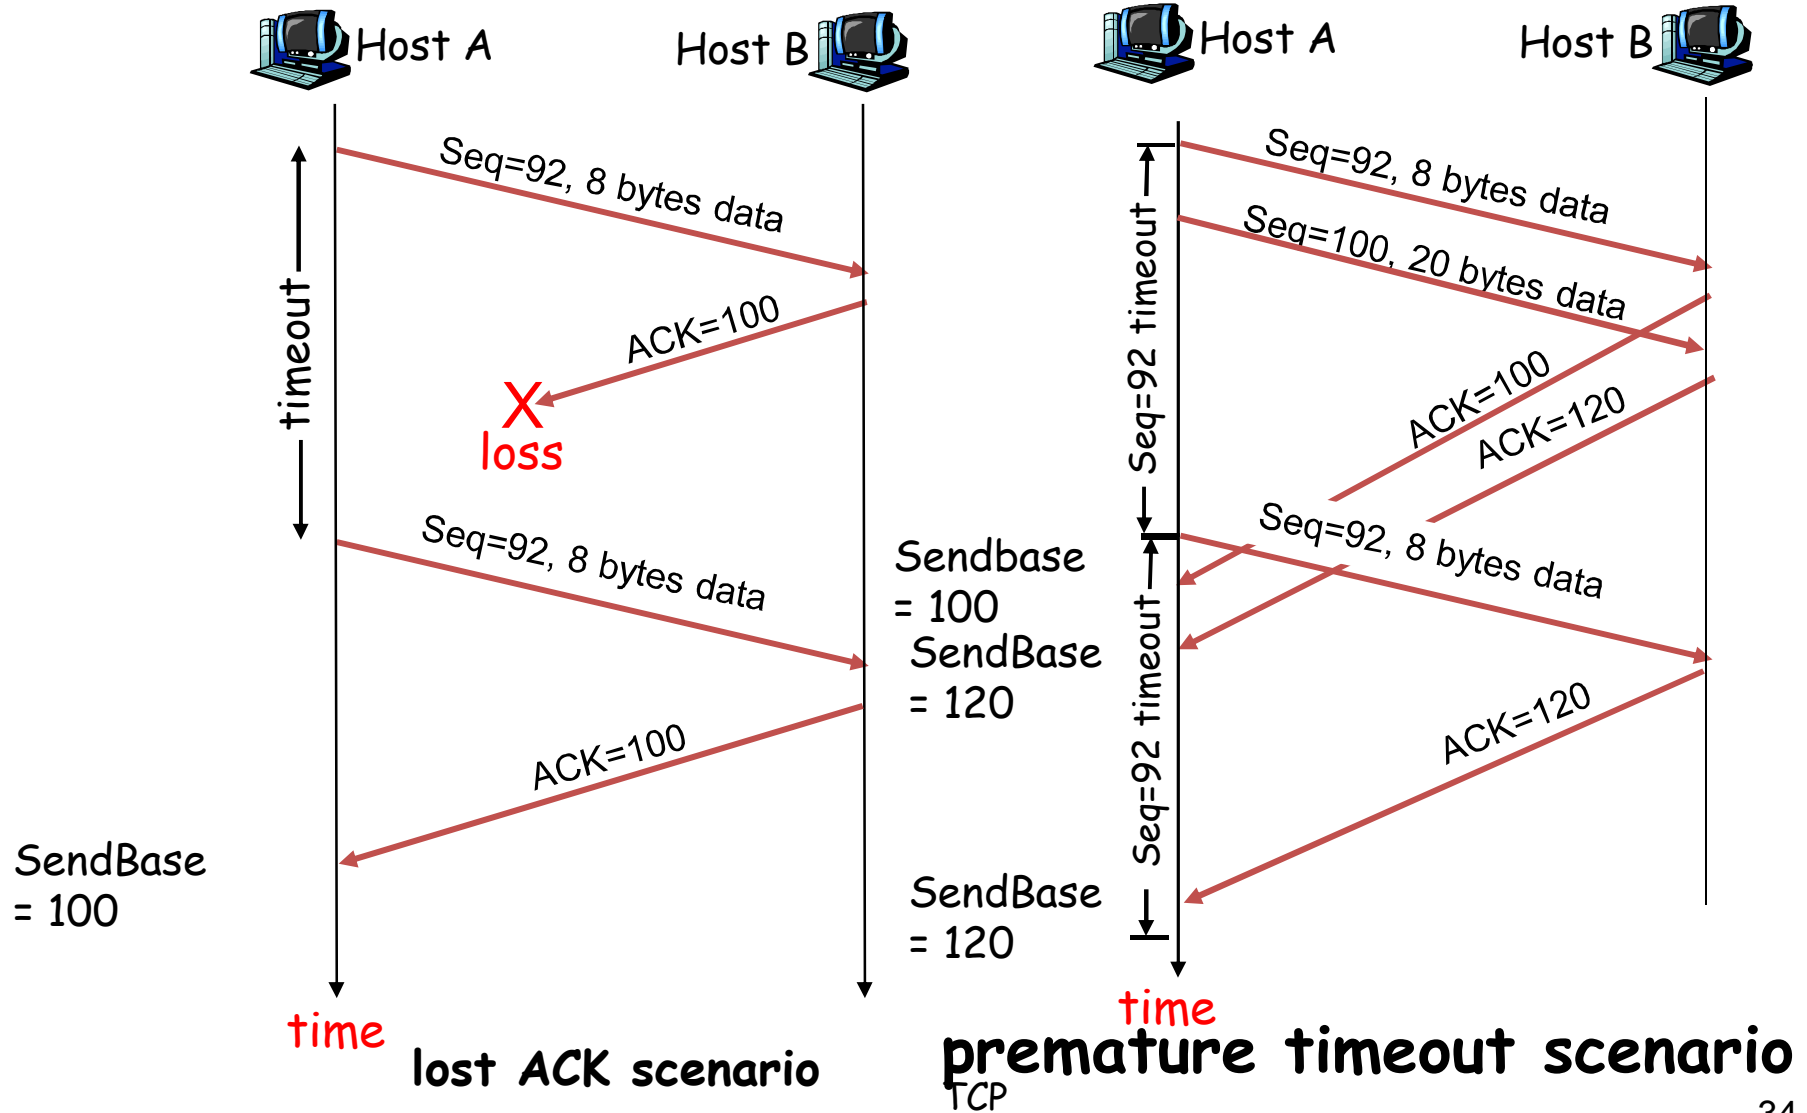 Host A
Host B
Seq=92, 8 bytes data
timeout
ACK=100
X
loss
Seq=92, 8 bytes data
ACK=100
SendBase
= 100
time
lost ACK scenario
Host A
Host B
Seq=92, 8 bytes data
Seq=100, 20 bytes data
Seq=92 timeout
ACK=100
ACK=120
Seq=92, 8 bytes data
Sendbase
= 100
SendBase
= 120
Seq=92 timeout
ACK=120
SendBase
= 120
time
premature timeout scenario
TCP
34